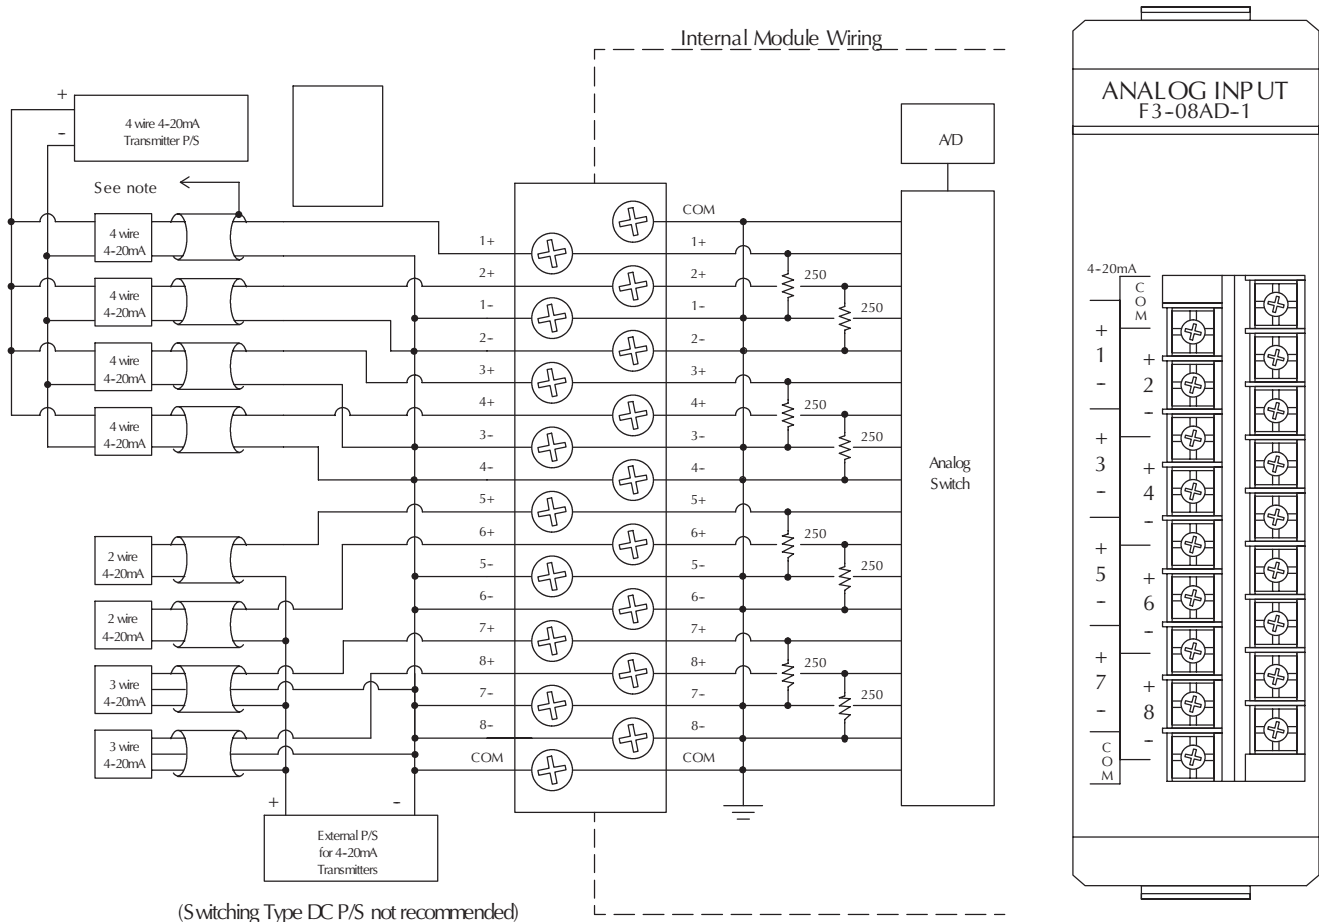 Internal Module Wiring
+
-
4 wire 4-20mA
Transmitter P/S
See note
4 wire
4-20mA
4 wire
4-20mA
4 wire
4-20mA
4 wire
4-20mA
2 wire
4-20mA
2 wire
4-20mA
3 wire
4-20mA
3 wire
4-20mA
1+
2+
1-
2-
3+
4+
3-
4-
5+
6+
5-
6-
7+
8+
7-
8-
COM
COM
1+
2+
1-
2-
3+
4+
3-
4-
5+
6+
5-
6-
7+
8+
7-
8-
COM
250
250
250
250
250
250
250
250
A/D
Analog
Switch
+
-
External P/S
for 4-20mA
Transmitters
(Switching Type DC P/S not recommended)
ANALOG INPUT
F3-08AD-1
4-20mA
COM
+
1
-
+
2
-
+
3
-
+
4
-
+
5
-
+
6
-
+
7
-
+
8
-
COM